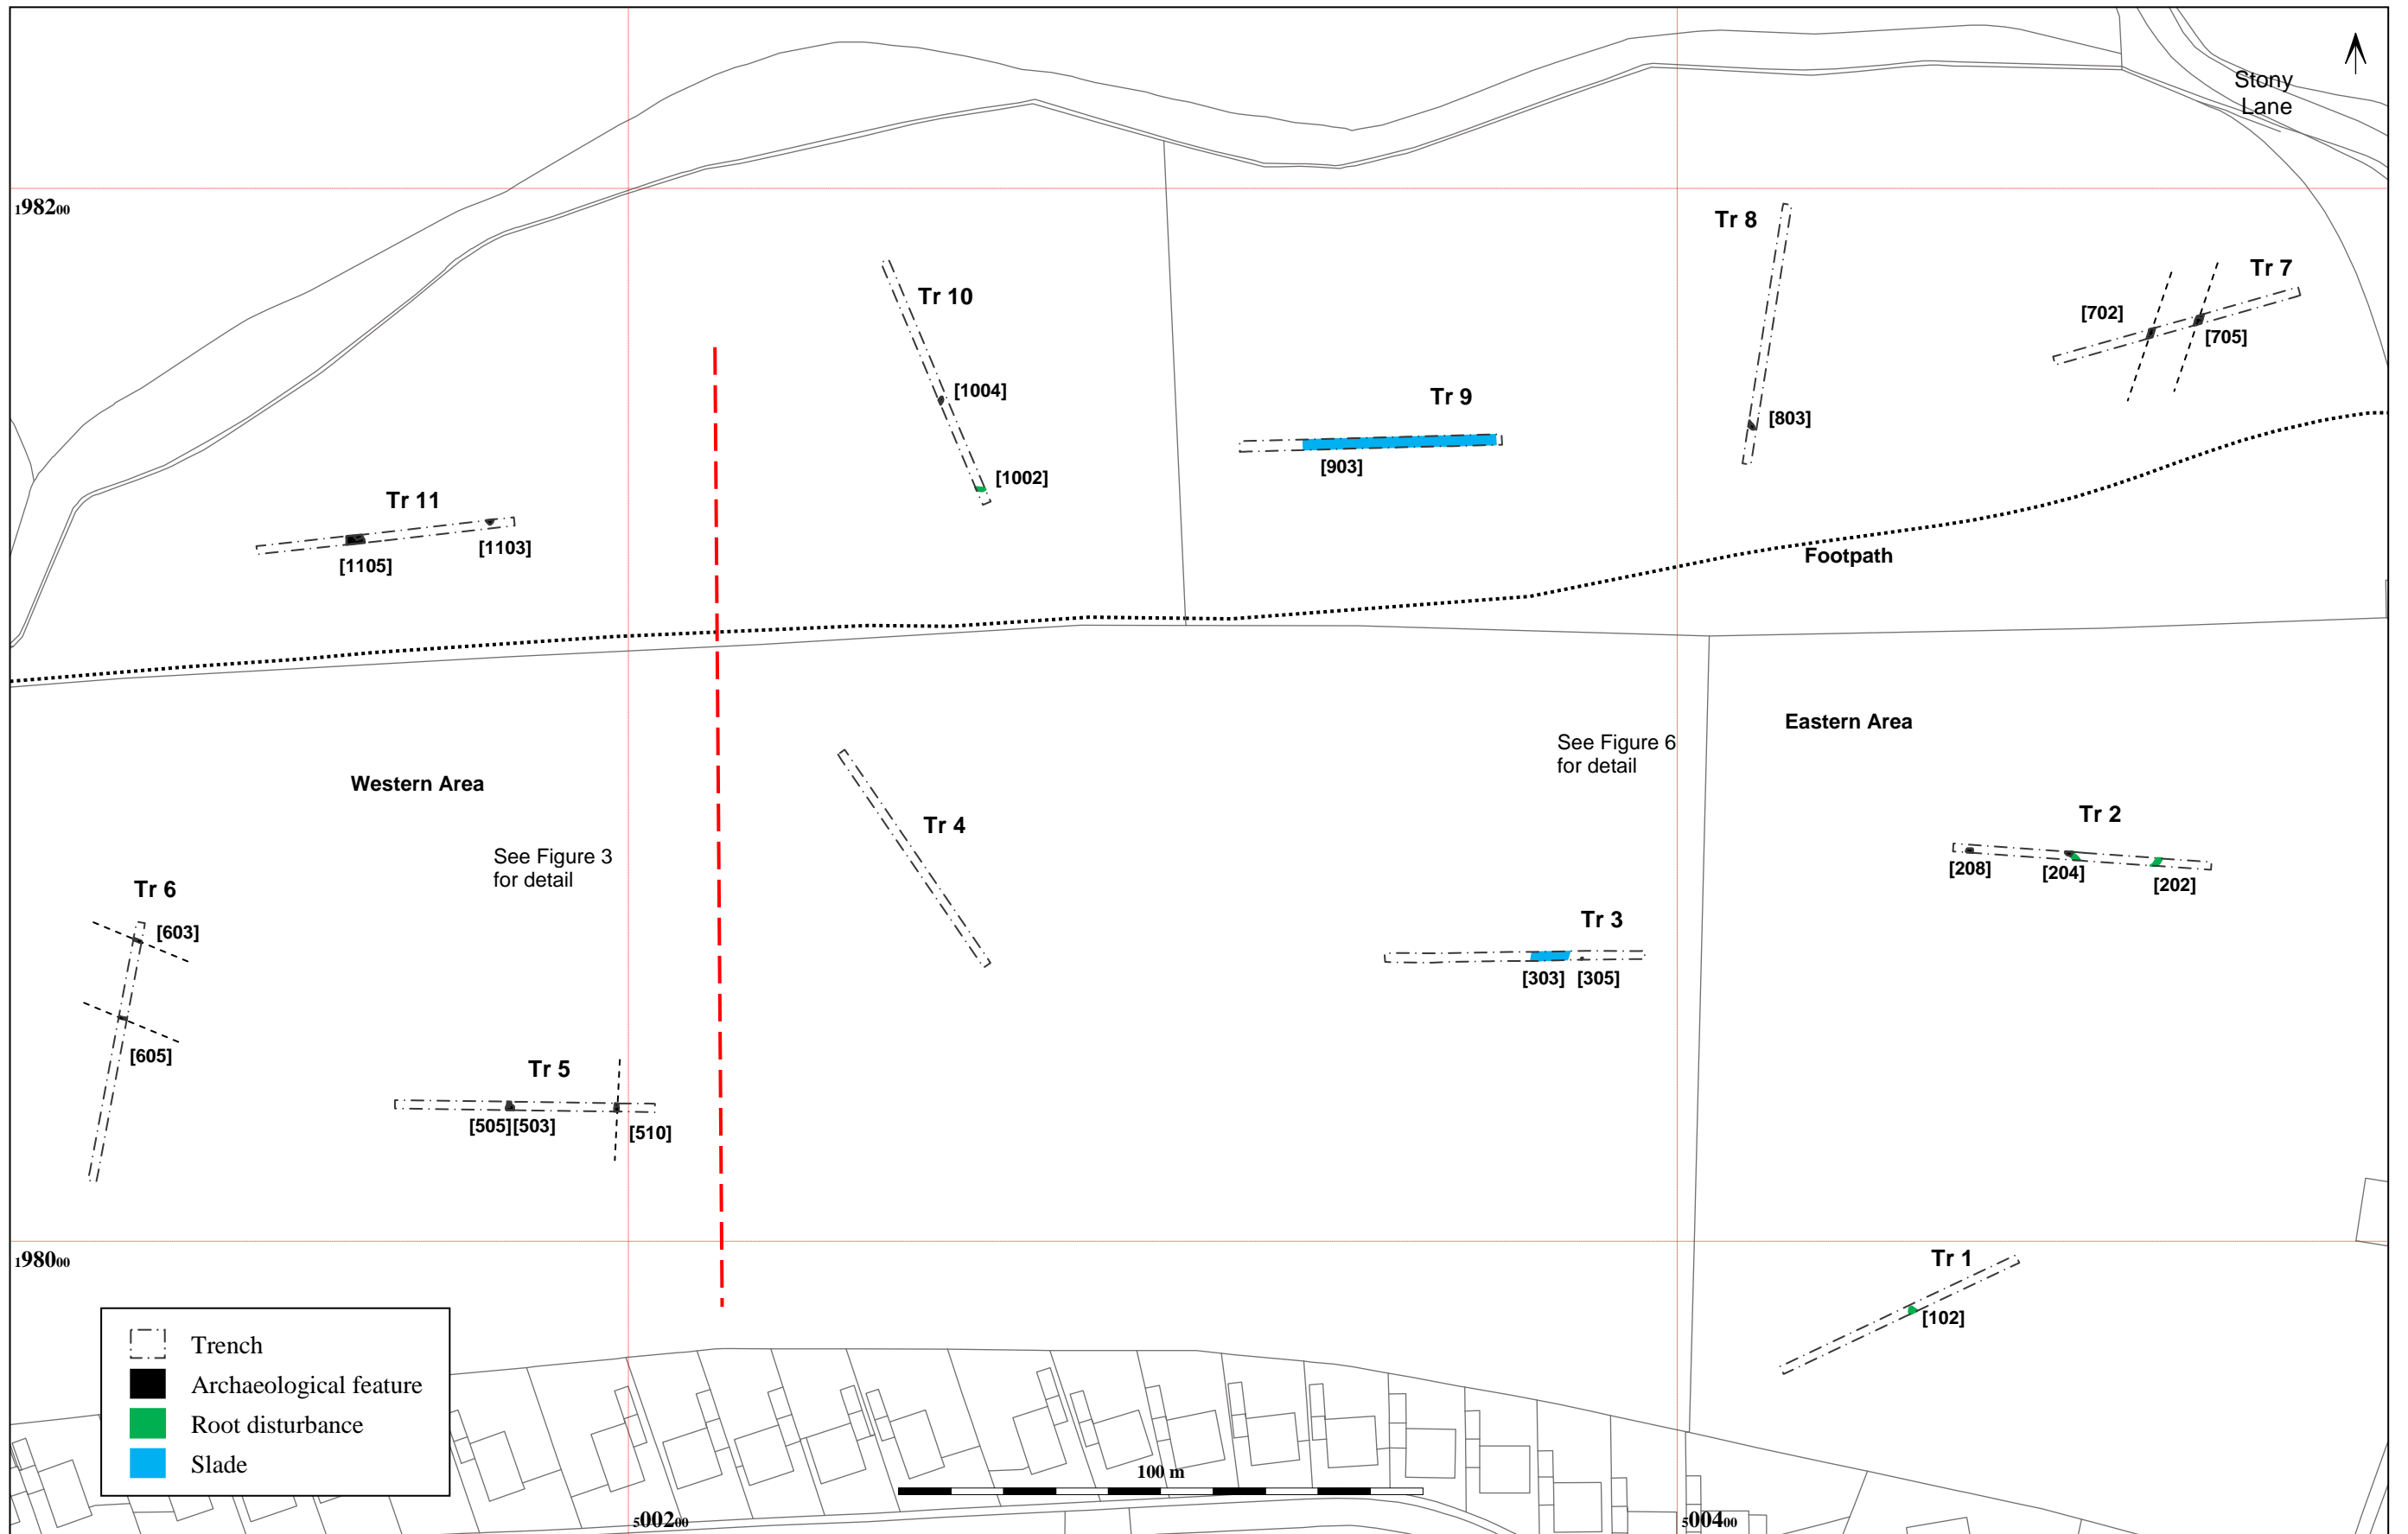 Stony
Lane
198200
Tr 8
Tr 7
Tr 10
[702]
[705]
[1004]
Tr 9
[803]
[903]
[1002]
Tr 11
[1103]
[1105]
Footpath
Eastern Area
See Figure 6
for detail
Western Area
Tr 2
Tr 4
See Figure 3
for detail
[208]
[204]
[202]
Tr 6
[603]
Tr 3
[303]
[305]
[605]
Tr 5
[505][503]
[510]
198000
Tr 1
[102]
Trench
Archaeological feature
Root disturbance
Slade
100 m
500200
500400